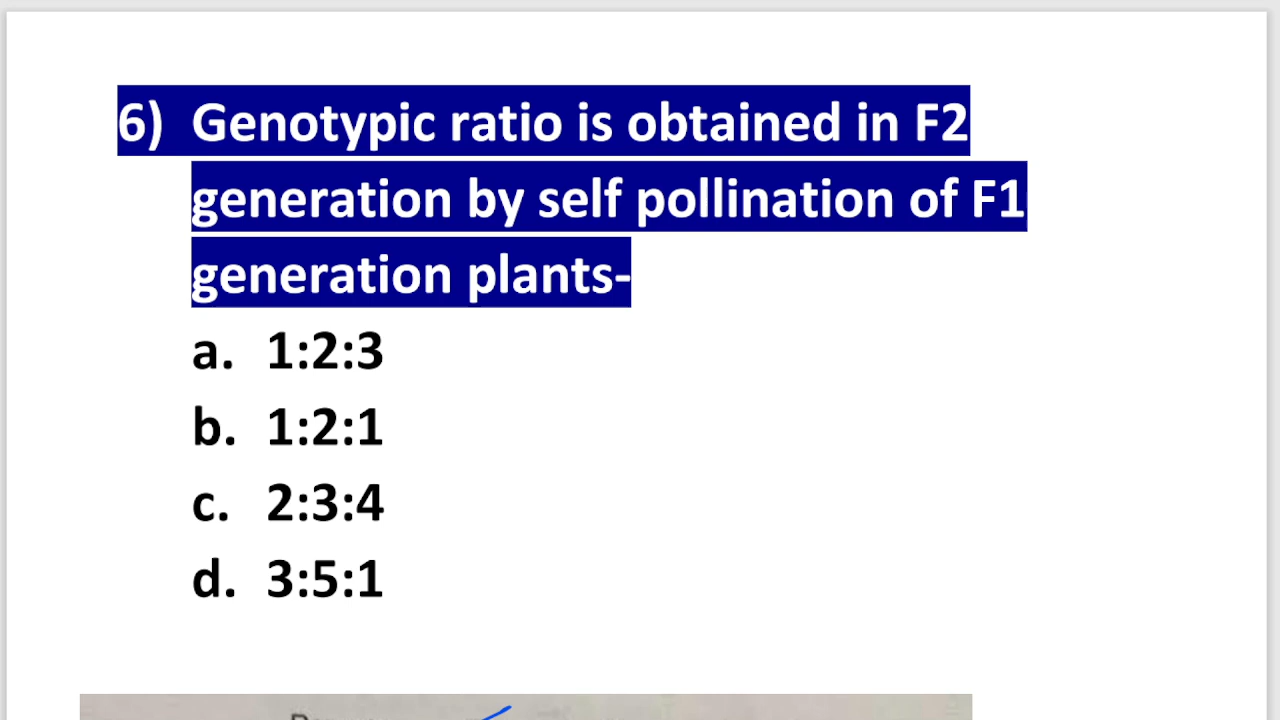 6) Genotypic ratio is obtained in F2
generation by self pollination of F1
generation plants-
a. 1:2:3
b. 1:2:1
c. 2:3:4
d. 3:5:1